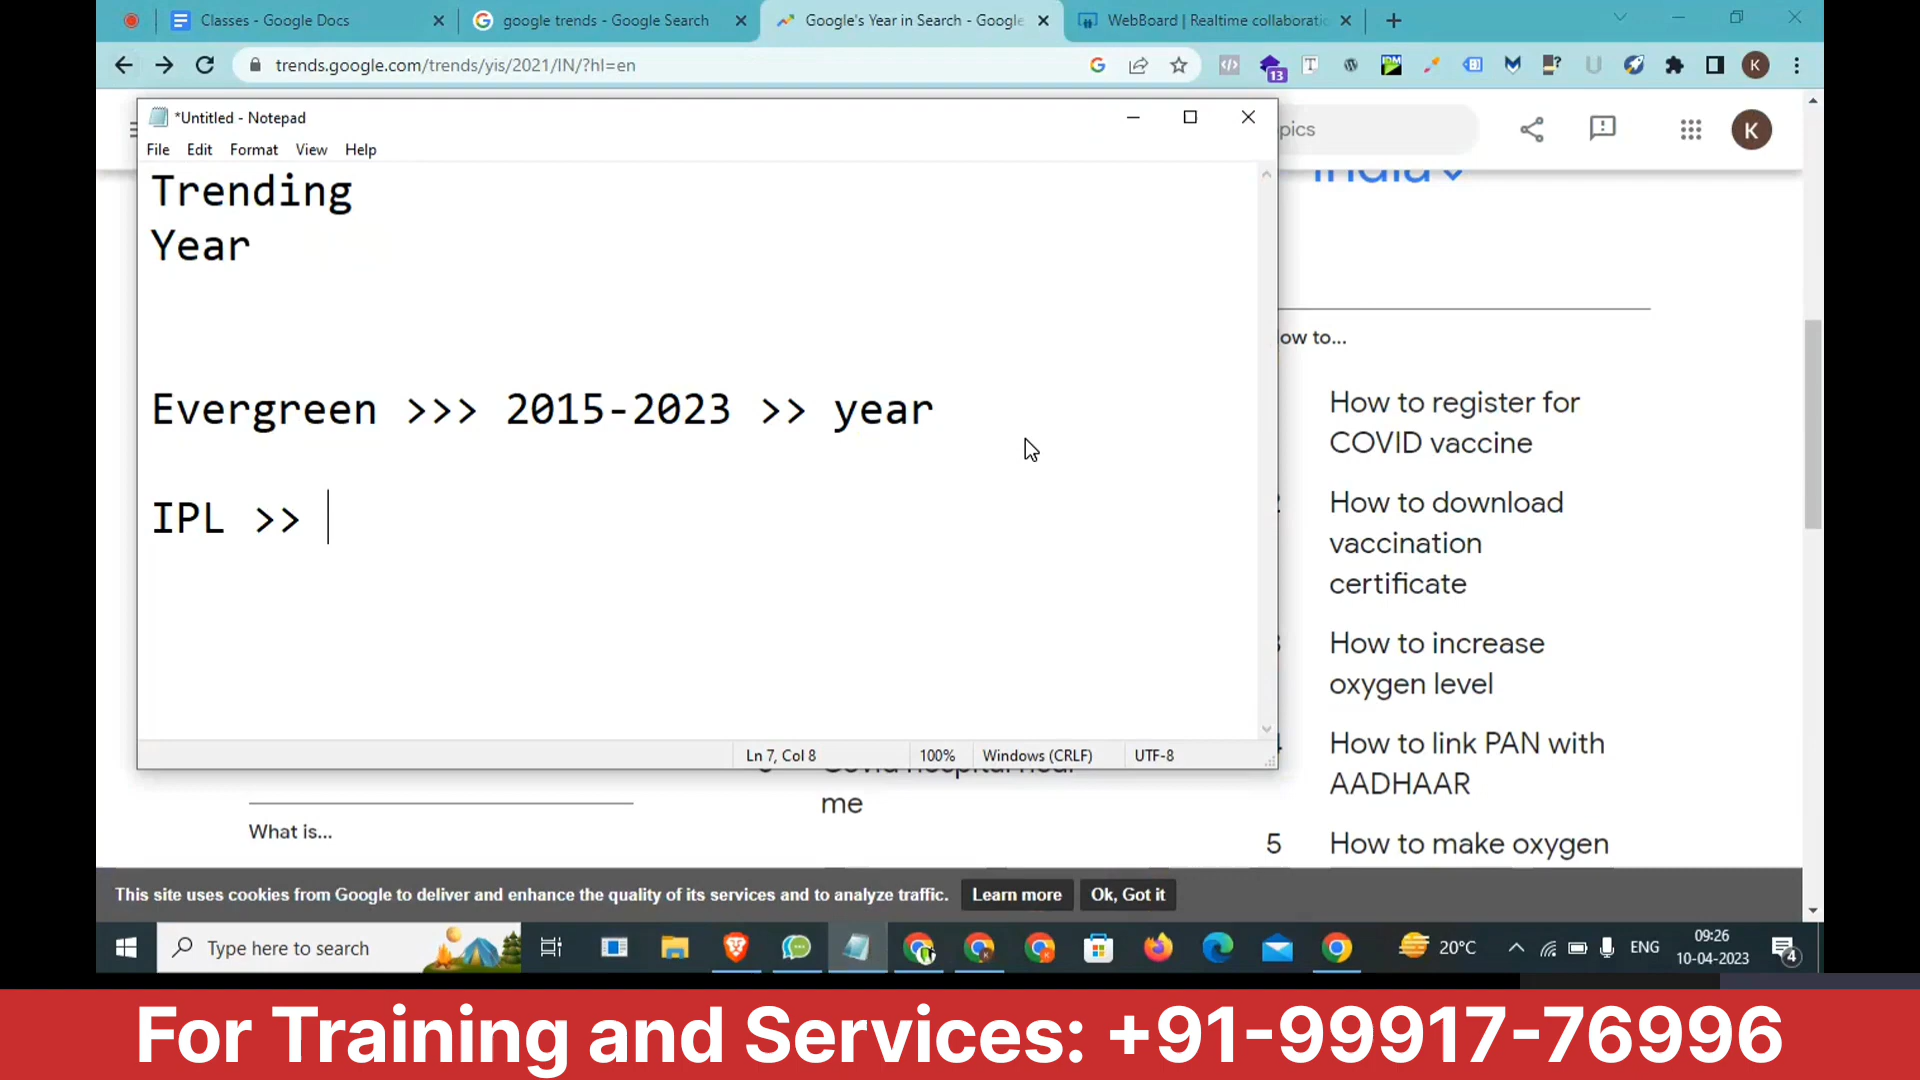 Classes - Google Docs
google trends - Google Search
Google's Year in Search - Google
WebBoard | Realtime collaborati
trends.google.com/trends/yis/2021/IN/?hl=en
13
K
*Untitled - Notepad
File Edit Format View Help
pics
K
India
Trending
Year
Evergreen >>> 2015-2023 >> year
IPL >>
Ln 7, Col 8
100%
Windows (CRLF)
UTF-8
ow to...
How to register for
COVID vaccine
How to download
vaccination
certificate
How to increase
oxygen level
How to link PAN with
AADHAAR
5 How to make oxygen
me
What is...
This site uses cookies from Google to deliver and enhance the quality of its services and to analyze traffic. Learn more Ok, Got it
Type here to search
20°C
ENG
09:26
10-04-2023
4
For Training and Services: +91-99917-76996